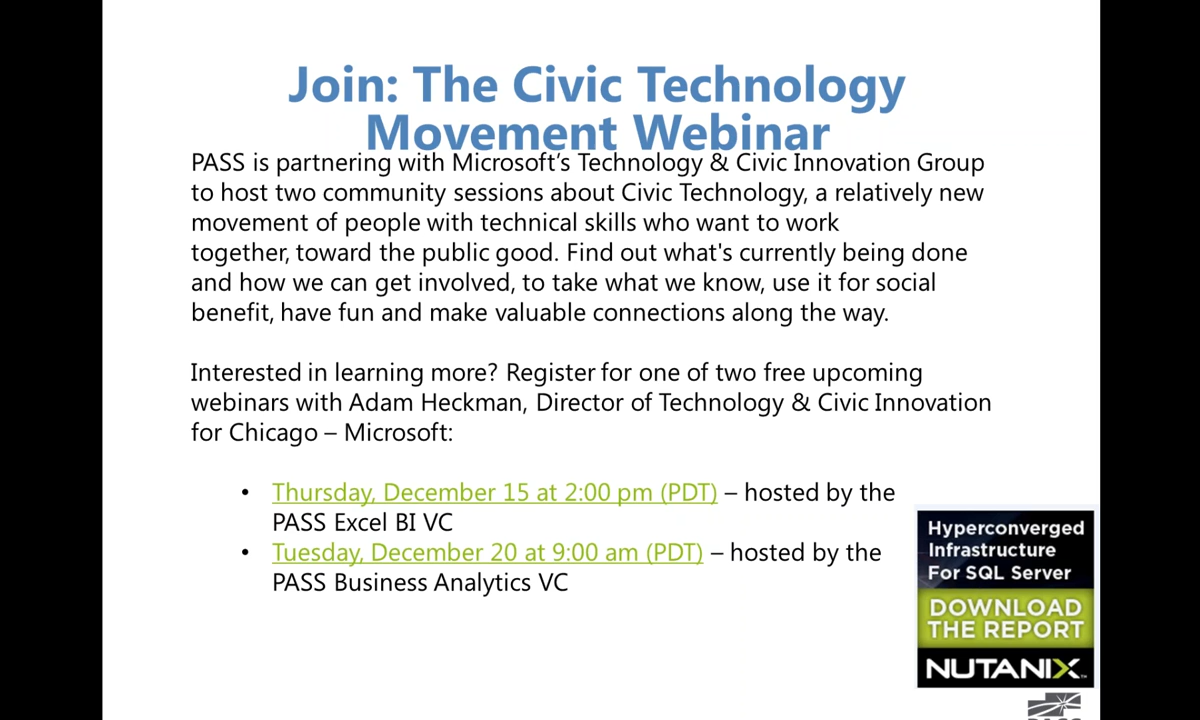 Join: The Civic Technology
Movement Webinar
PASS is partnering with Microsoft's Technology & Civic Innovation Group
to host two community sessions about Civic Technology, a relatively new
movement of people with technical skills who want to work
together, toward the public good. Find out what's currently being done
and how we can get involved, to take what we know, use it for social
benefit, have fun and make valuable connections along the way.
Interested in learning more? Register for one of two free upcoming
webinars with Adam Heckman, Director of Technology & Civic Innovation
for Chicago – Microsoft:
• Thursday, December 15 at 2:00 pm (PDT) – hosted by the
PASS Excel BI VC
• Tuesday, December 20 at 9:00 am (PDT) – hosted by the
PASS Business Analytics VC
Hyperconverged
Infrastructure
For SQL Server
DOWNLOAD
THE REPORT
NUTANIX